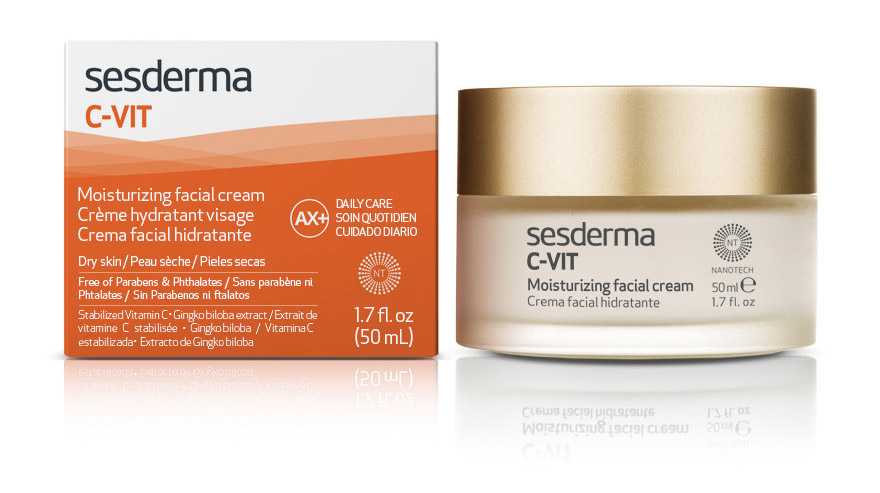 sesderma
C-VIT
Moisturizing facial cream
Crème hydratant visage
Crema facial hidratante
AX+
DAILY CARE
SOIN QUOTIDIEN
CUIDADO DIARIO
Dry skin / Peau sèche / Pieles secas
Free of Parabens & Phthalates / Sans parabène ni
Phtalates / Sin Parabenos ni ftalatos
NT
Stabilized Vitamin C • Gingko biloba extract / Extrait de
vitamine C stabilisée • Gingko biloba / Vitamina C
estabilizada • Extracto de Gingko biloba
1.7 fl. oz
(50 mL)
sesderma
C-VIT
Moisturizing facial cream
Crema facial hidratante
NT
NANOTECH
50 ml ℮
1.7 fl. oz